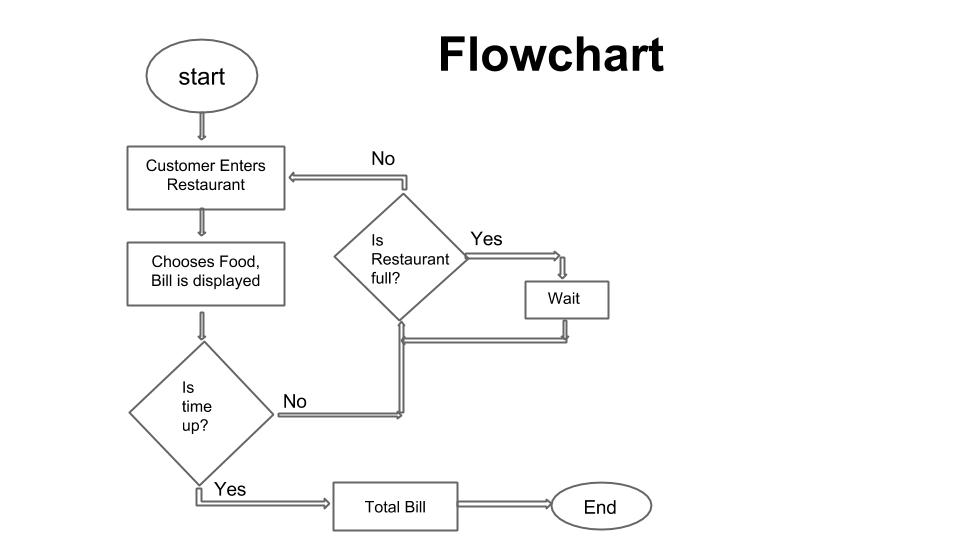 Flowchart
start
Customer Enters
Restaurant
No
Chooses Food,
Bill is displayed
Is
Restaurant
full?
Yes
Wait
Is
time
up?
No
Yes
Total Bill
End